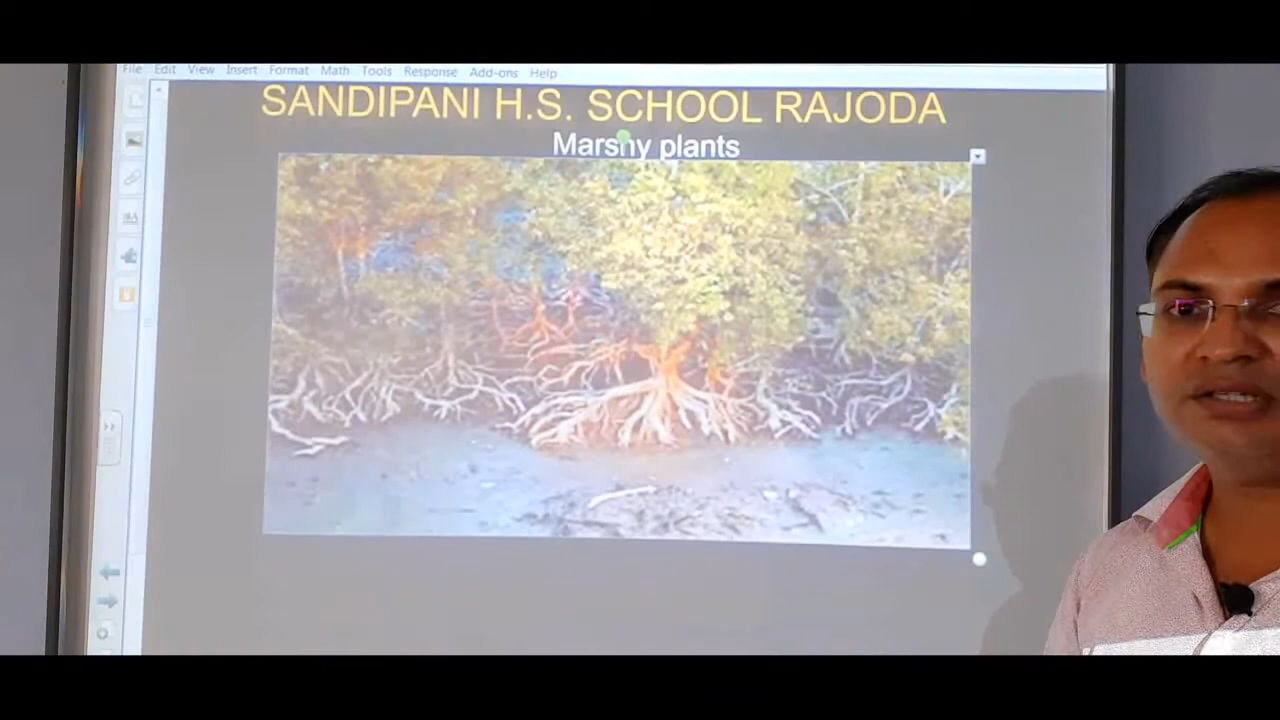 File Edit View Insert Format Math Tools Response Add-ons Help
SANDIPANI H.S. SCHOOL RAJODA
Marshy plants